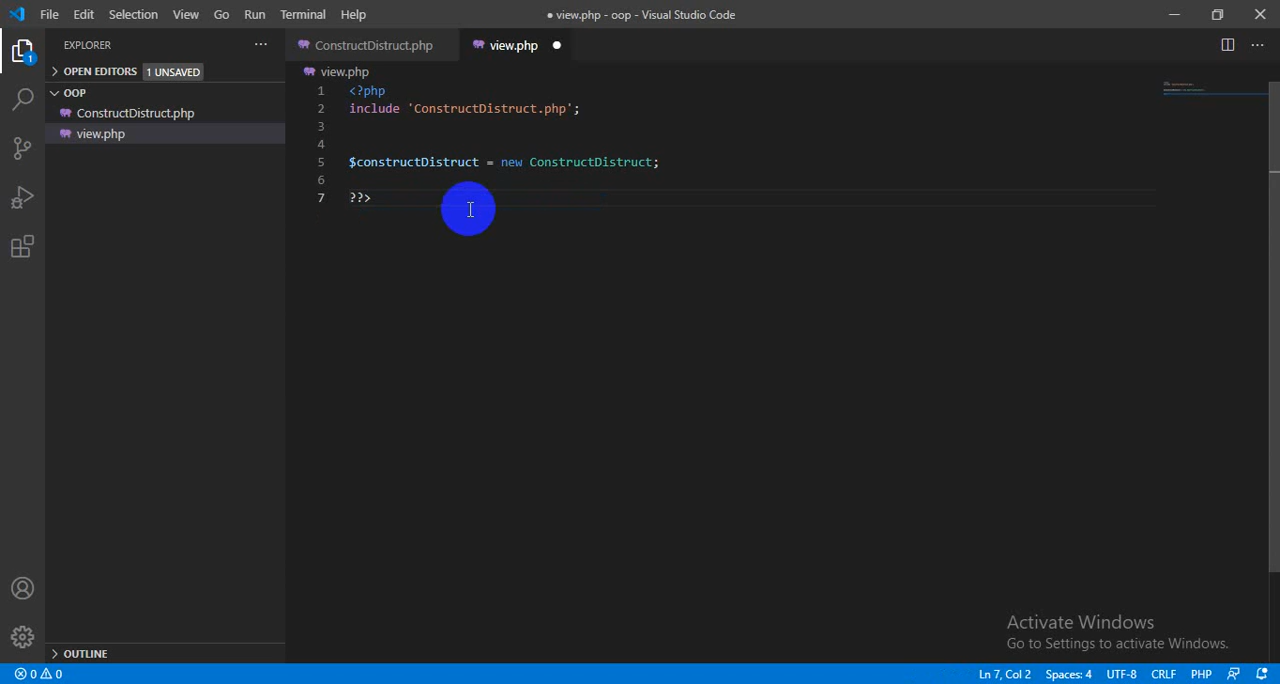 File Edit Selection View Go Run Terminal Help
● view.php - oop - Visual Studio Code
EXPLORER
OPEN EDITORS 1 UNSAVED
OOP
ConstructDistruct.php
view.php
1
ConstructDistruct.php
view.php
view.php
1 <?php
2 include 'ConstructDistruct.php';
3
4
5 $constructDistruct = new ConstructDistruct;
6
7 ??>
OUTLINE
Activate Windows
Go to Settings to activate Windows.
0 0
Ln 7, Col 2 Spaces: 4 UTF-8 CRLF PHP